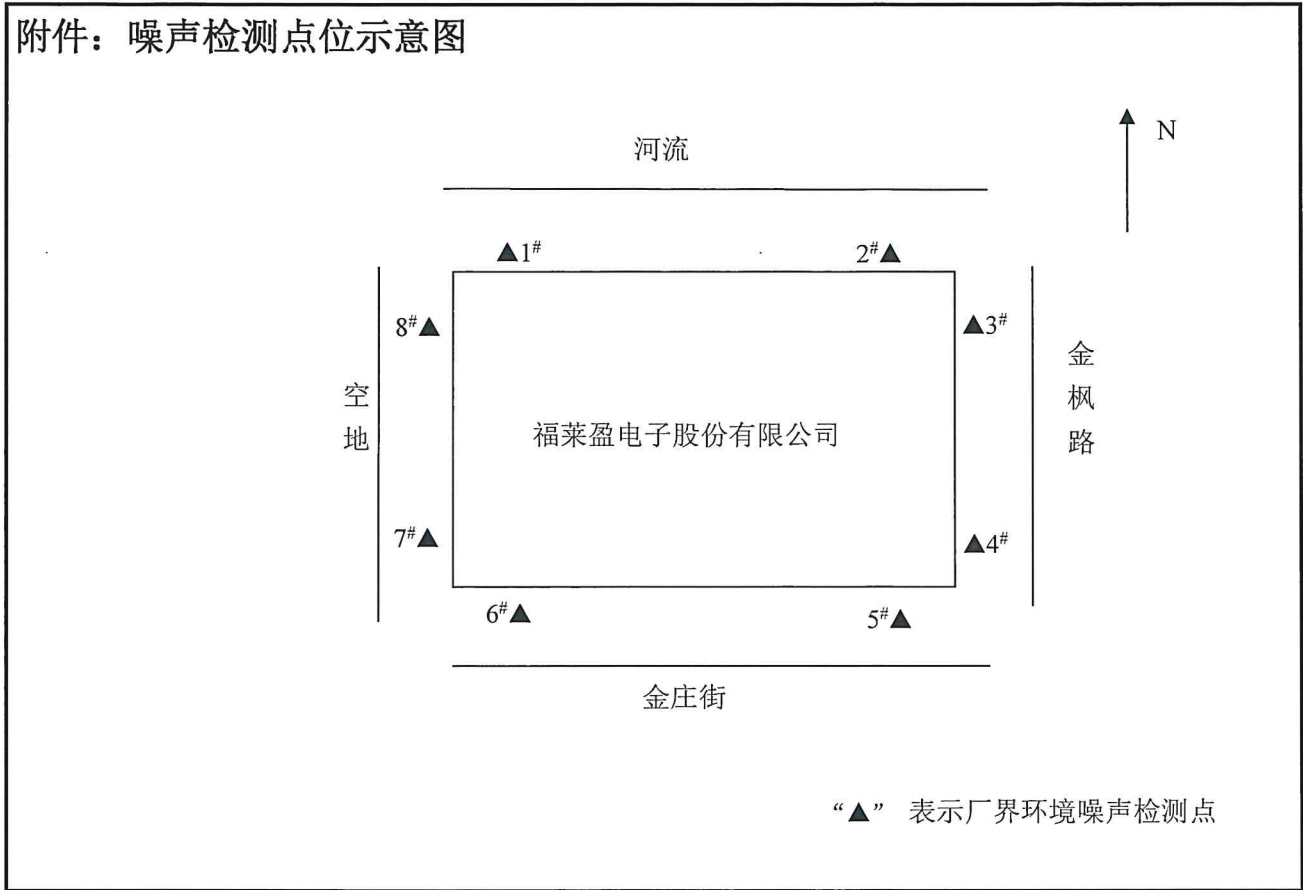 附件：噪声检测点位示意图
N
河流
▲1#
2#▲
8#▲
▲3#
空地
福莱盈电子股份有限公司
金枫路
7#▲
▲4#
6#▲
5#▲
金庄街
“▲” 表示厂界环境噪声检测点